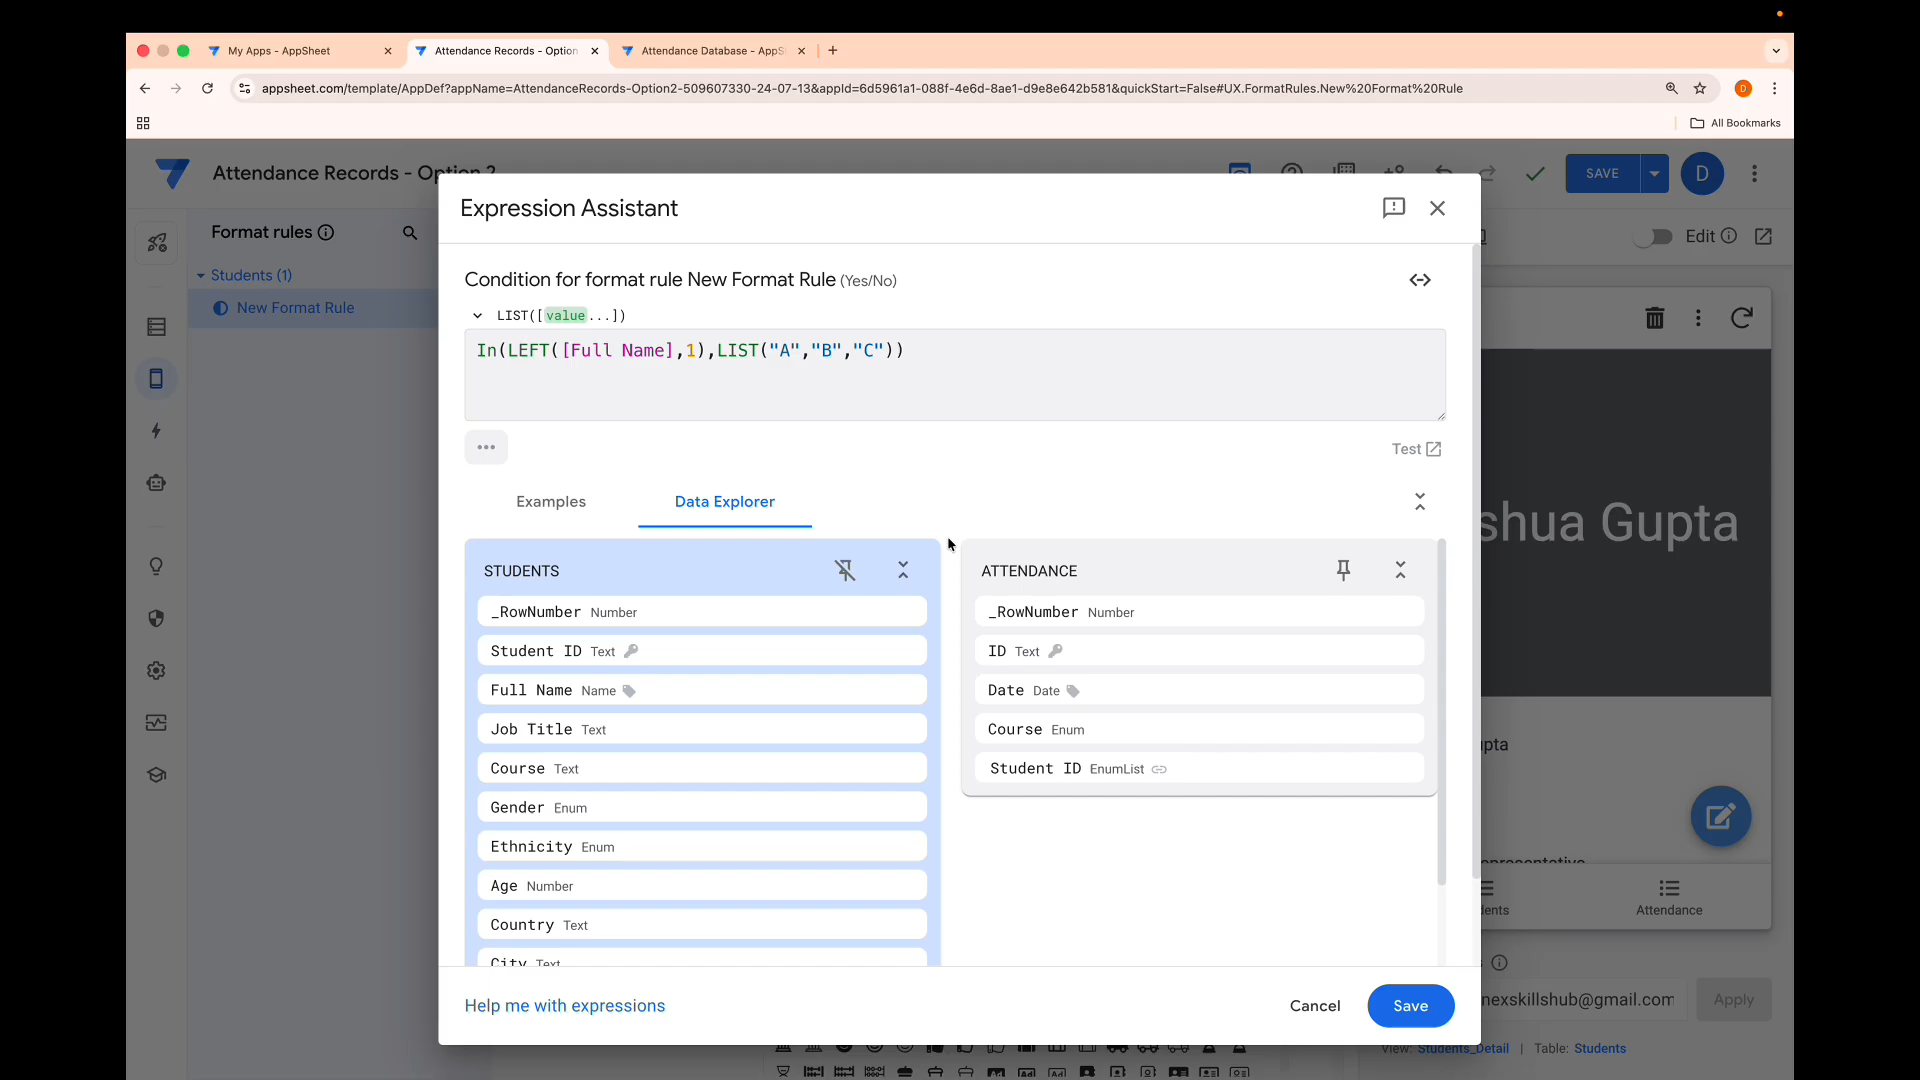 My Apps - AppSheet
Attendance Records - Option
Attendance Database - AppS
appsheet.com/template/AppDef?appName=AttendanceRecords-Option2-509607330-24-07-13&appId=6d5961a1-088f-4e6d-8ae1-d9e8e642b581&quickStart=False#UX.FormatRules.New%20Format%20Rule
D
All Bookmarks
Attendance Records - Option 2
SAVE
D
Format rules
Students (1)
New Format Rule
Edit
Expression Assistant
Condition for format rule New Format Rule (Yes/No)
LIST([value...])
In(LEFT([Full Name],1),LIST("A","B","C"))
Test
Examples
Data Explorer
STUDENTS
_RowNumber Number
Student ID Text
Full Name Name
Job Title Text
Course Text
Gender Enum
Ethnicity Enum
Age Number
Country Text
City Text
ATTENDANCE
_RowNumber Number
ID Text
Date Date
Course Enum
Student ID EnumList
Help me with expressions
Cancel
Save
shua Gupta
pta
dents
Attendance
nexskillshub@gmail.com
Apply
View: Students_Detail | Table: Students